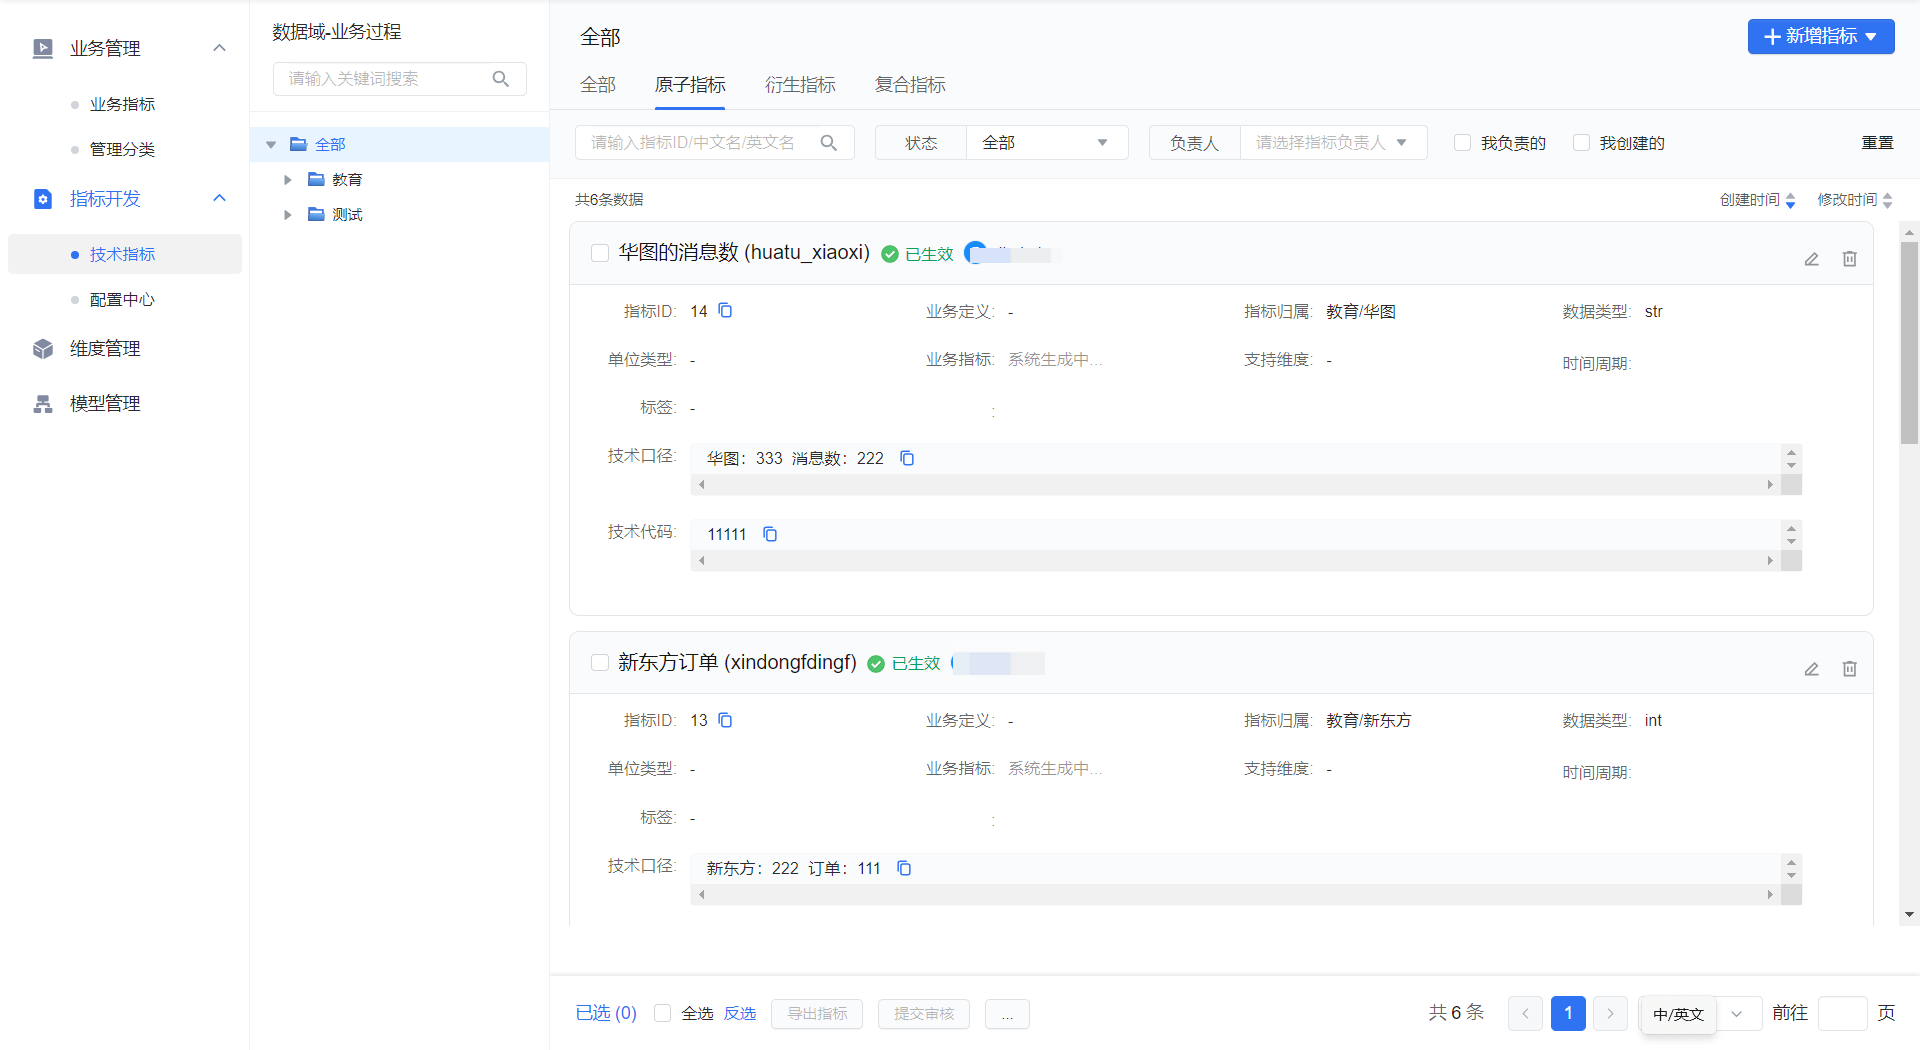 业务管理
业务指标
管理分类
指标开发
技术指标
配置中心
维度管理
模型管理
数据域-业务过程
请输入关键词搜索
全部
教育
测试
全部
新增指标
全部 原子指标 衍生指标 复合指标
请输入指标ID/中文名/英文名 状态 全部 负责人 请选择指标负责人 我负责的 我创建的 重置
共6条数据 创建时间 修改时间
华图的消息数 (huatu_xiaoxi) 已生效
指标ID: 14 业务定义: - 指标归属: 教育/华图 数据类型: str
单位类型: - 业务指标: 系统生成中... 支持维度: - 时间周期:
标签: - :
技术口径: 华图：333 消息数：222
技术代码: 11111
新东方订单 (xindongfdingf) 已生效
指标ID: 13 业务定义: - 指标归属: 教育/新东方 数据类型: int
单位类型: - 业务指标: 系统生成中... 支持维度: - 时间周期:
标签: - :
技术口径: 新东方：222 订单：111
已选 (0) 全选 反选 导出指标 提交审核 ... 共 6 条 1 中/英文 前往 页